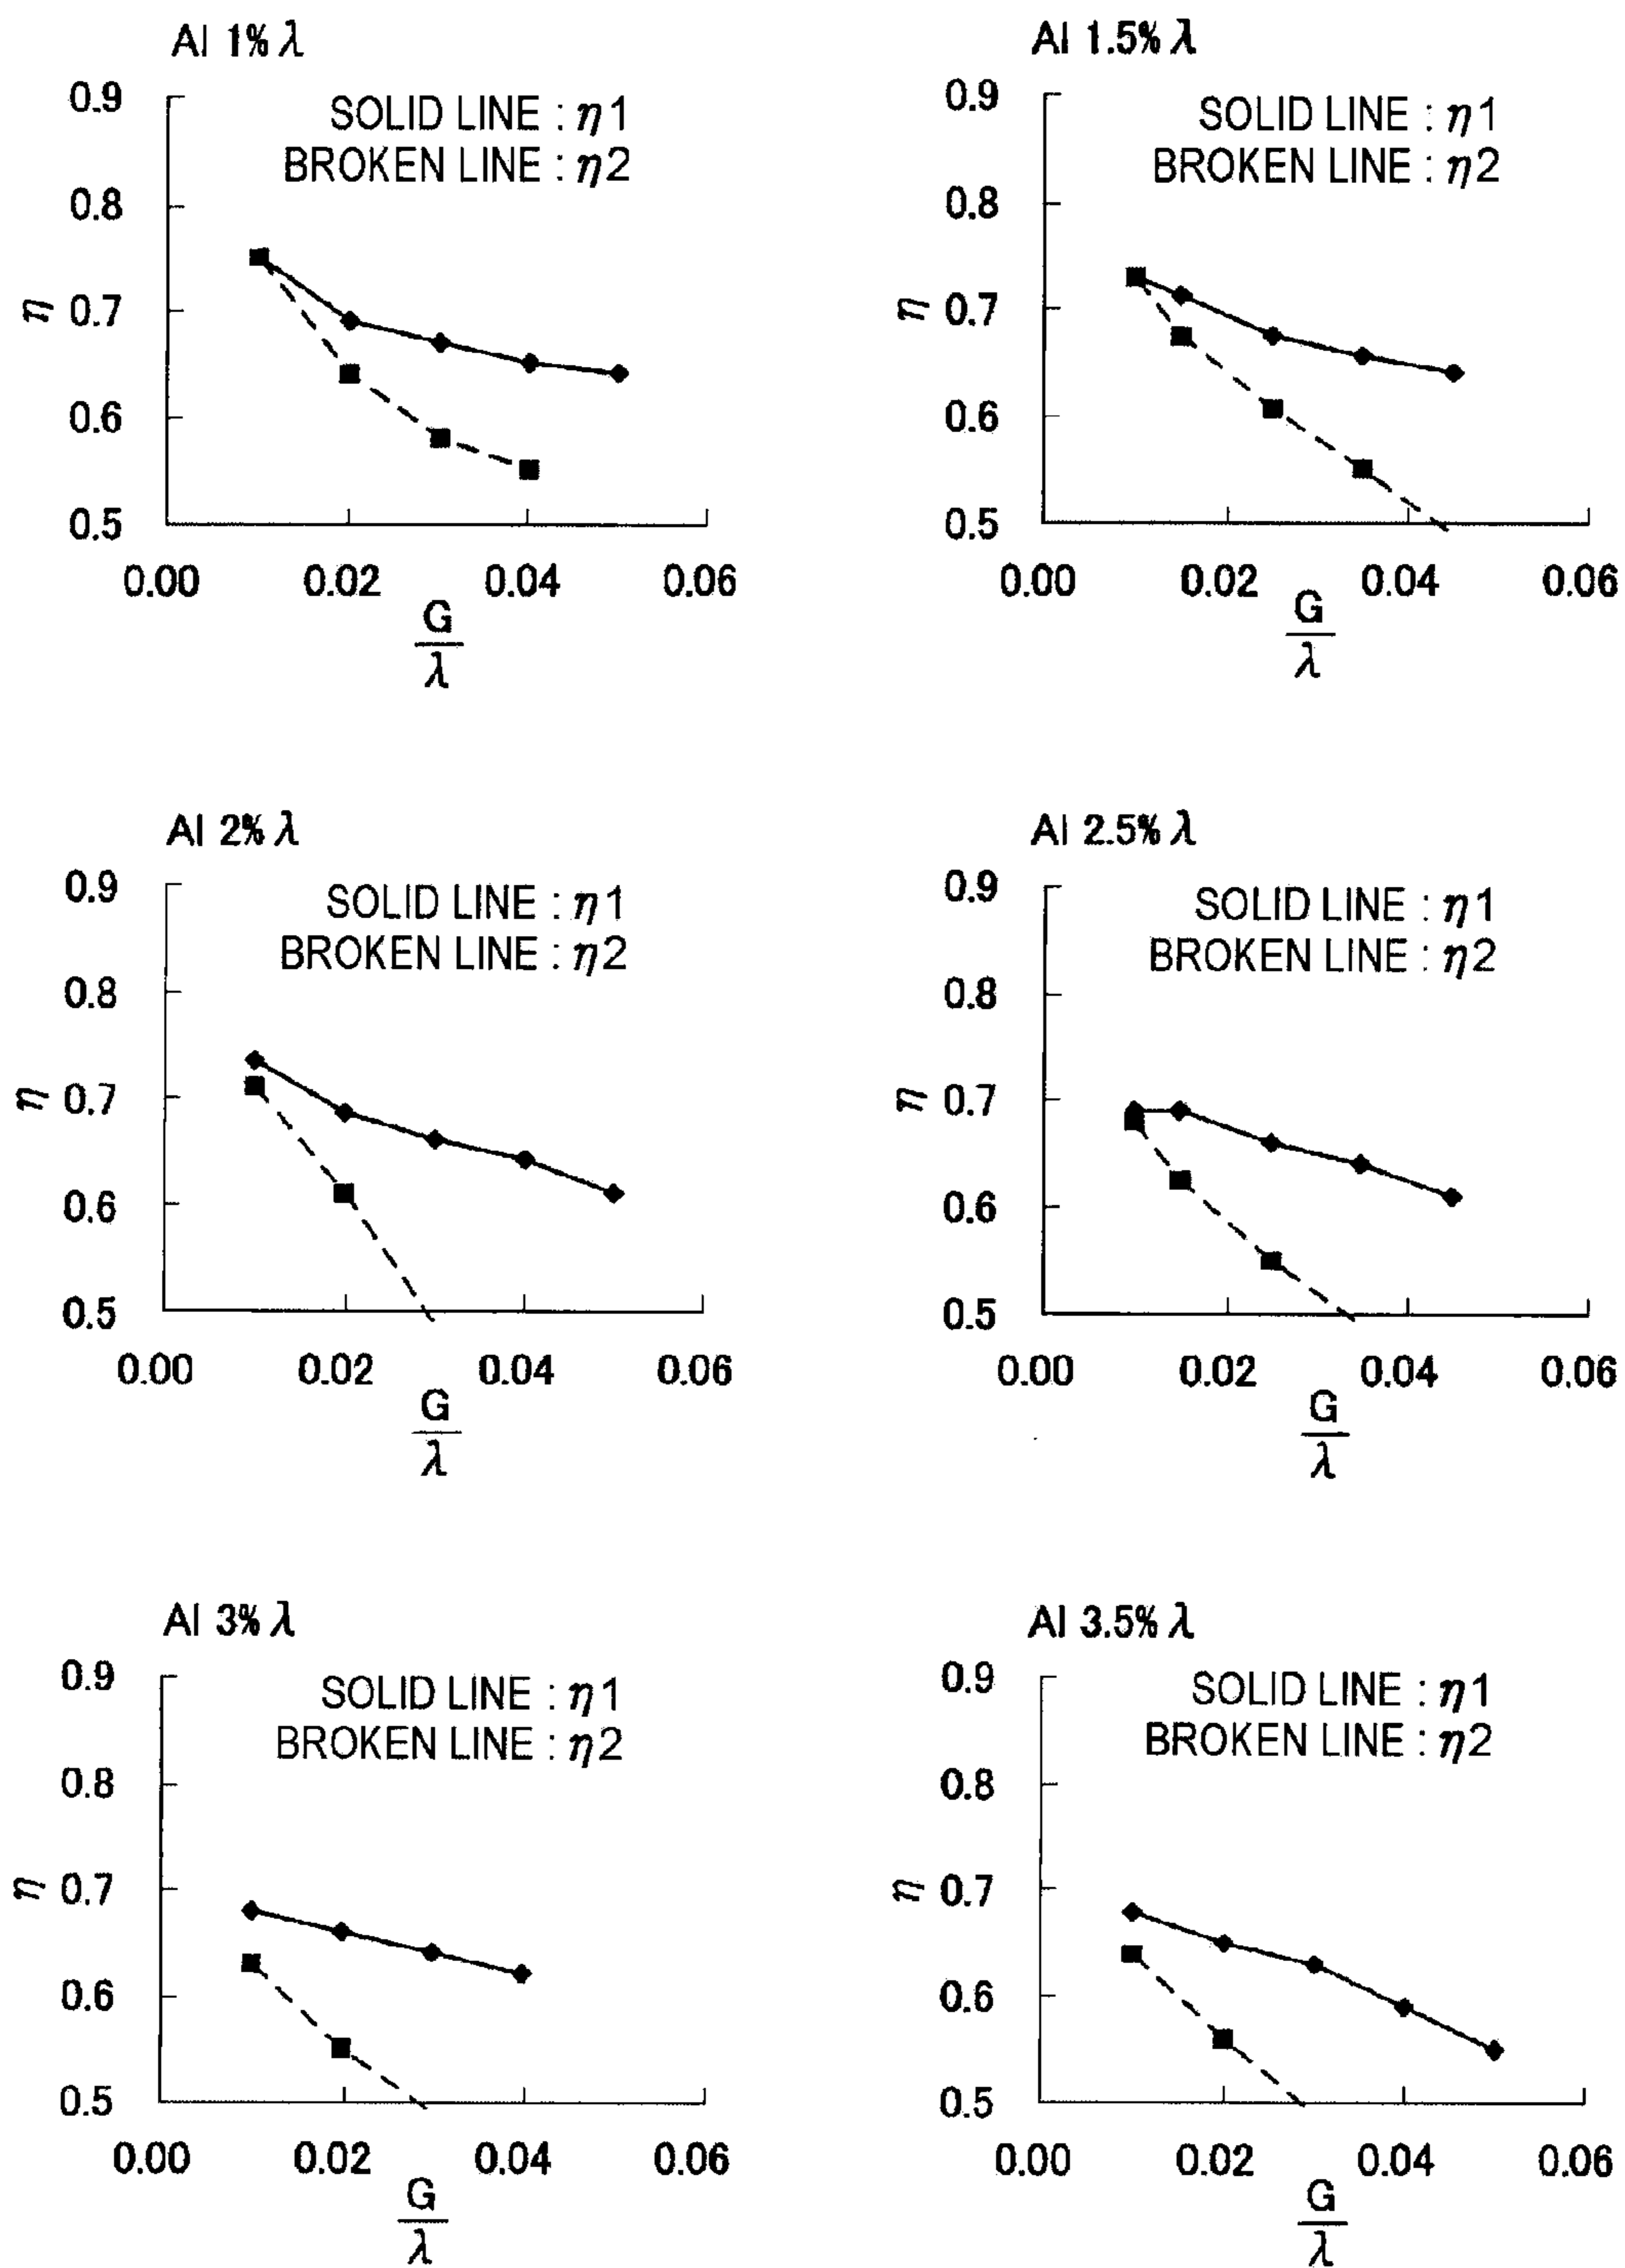 Al 1% λ
SOLID LINE : η1
BROKEN LINE : η2
0.9
0.8
η 0.7
0.6
0.5
0.00 0.02 0.04 0.06
G
λ
Al 1.5% λ
SOLID LINE : η1
BROKEN LINE : η2
0.9
0.8
η 0.7
0.6
0.5
0.00 0.02 0.04 0.06
G
λ
Al 2% λ
SOLID LINE : η1
BROKEN LINE : η2
0.9
0.8
η 0.7
0.6
0.5
0.00 0.02 0.04 0.06
G
λ
Al 2.5% λ
SOLID LINE : η1
BROKEN LINE : η2
0.9
0.8
η 0.7
0.6
0.5
0.00 0.02 0.04 0.06
G
λ
Al 3% λ
SOLID LINE : η1
BROKEN LINE : η2
0.9
0.8
η 0.7
0.6
0.5
0.00 0.02 0.04 0.06
G
λ
Al 3.5% λ
SOLID LINE : η1
BROKEN LINE : η2
0.9
0.8
η 0.7
0.6
0.5
0.00 0.02 0.04 0.06
G
λ